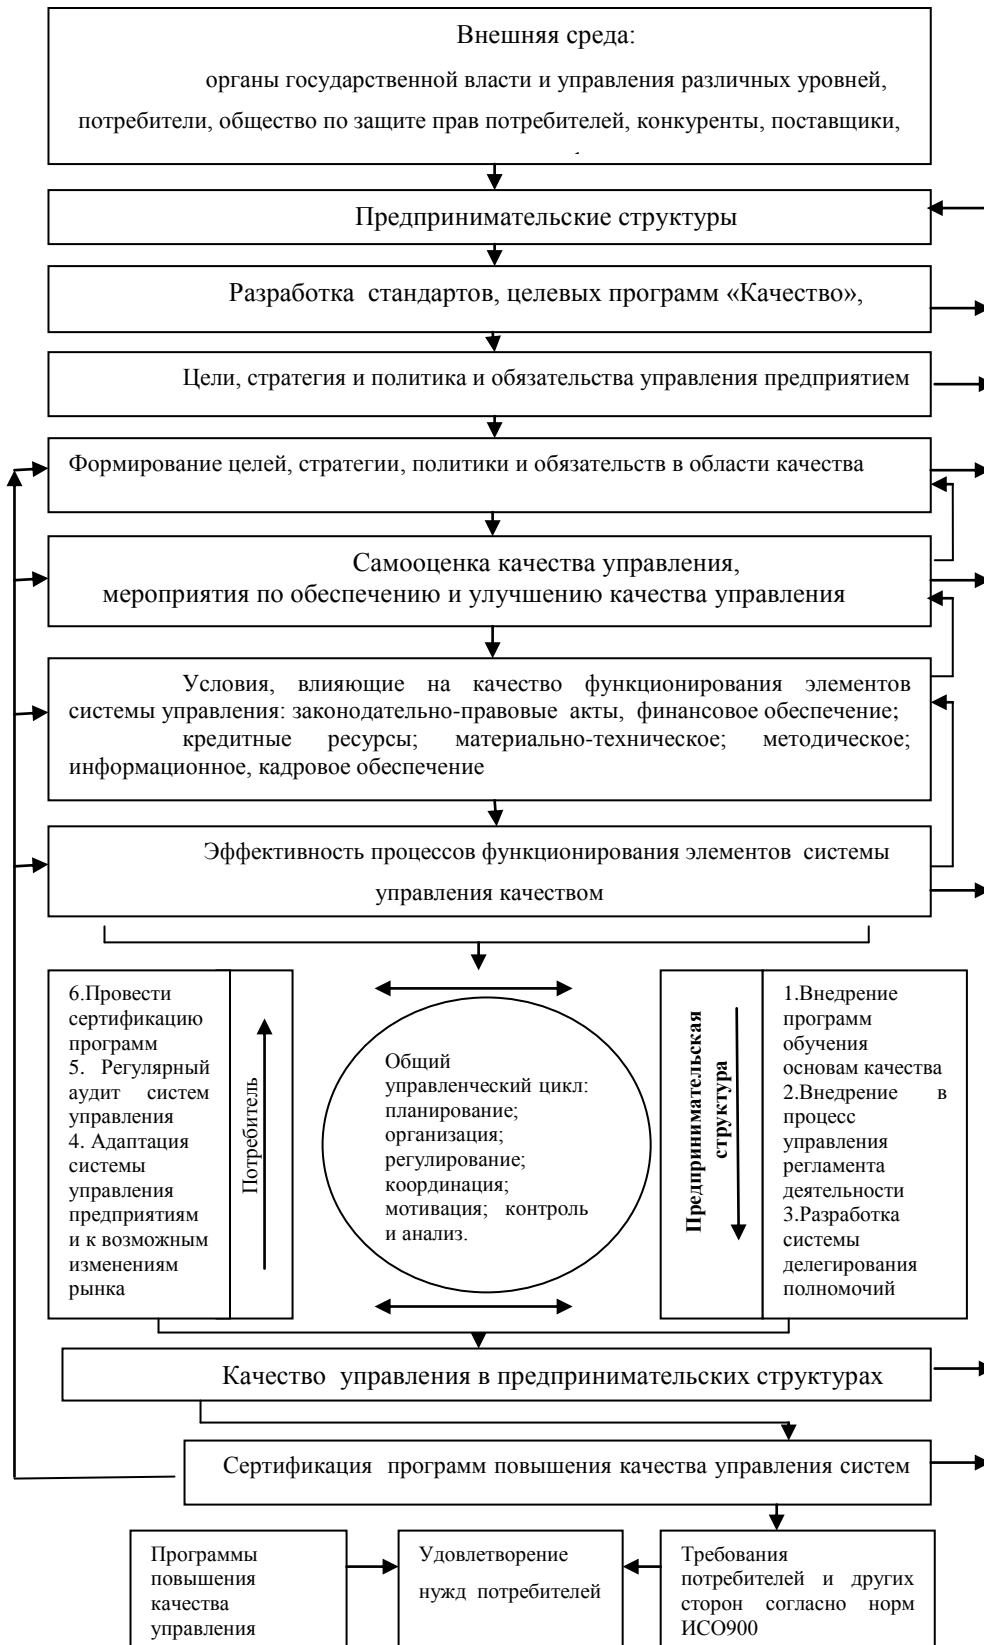 Внешняя среда:
органы государственной власти и управления различных уровней,
потребители, общество по защите прав потребителей, конкуренты, поставщики,
Предпринимательские структуры
Разработка стандартов, целевых программ «Качество»,
Цели, стратегия и политика и обязательства управления предприятием
Формирование целей, стратегии, политики и обязательств в области качества
Самооценка качества управления,
мероприятия по обеспечению и улучшению качества управления
Условия, влияющие на качество функционирования элементов
системы управления: законодательно-правовые акты, финансовое обеспечение;
кредитные ресурсы; материально-техническое; методическое;
информационное, кадровое обеспечение
Эффективность процессов функционирования элементов системы
управления качеством
6.Провести
сертификацию
программ
5. Регулярный
аудит систем
управления
4. Адаптация
системы
управления
предприятиям
и к возможным
изменениям
рынка
Потребитель
Общий
управленческий цикл:
планирование;
организация;
регулирование;
координация;
мотивация; контроль
и анализ.
Предпринимательская
структура
1.Внедрение
программ
обучения
основам качества
2.Внедрение в
процесс
управления
регламента
деятельности
3.Разработка
системы
делегирования
полномочий
Качество управления в предпринимательских структурах
Сертификация программ повышения качества управления систем
Программы
повышения
качества
управления
Удовлетворение
нужд потребителей
Требования
потребителей и других
сторон согласно норм
ИСО900